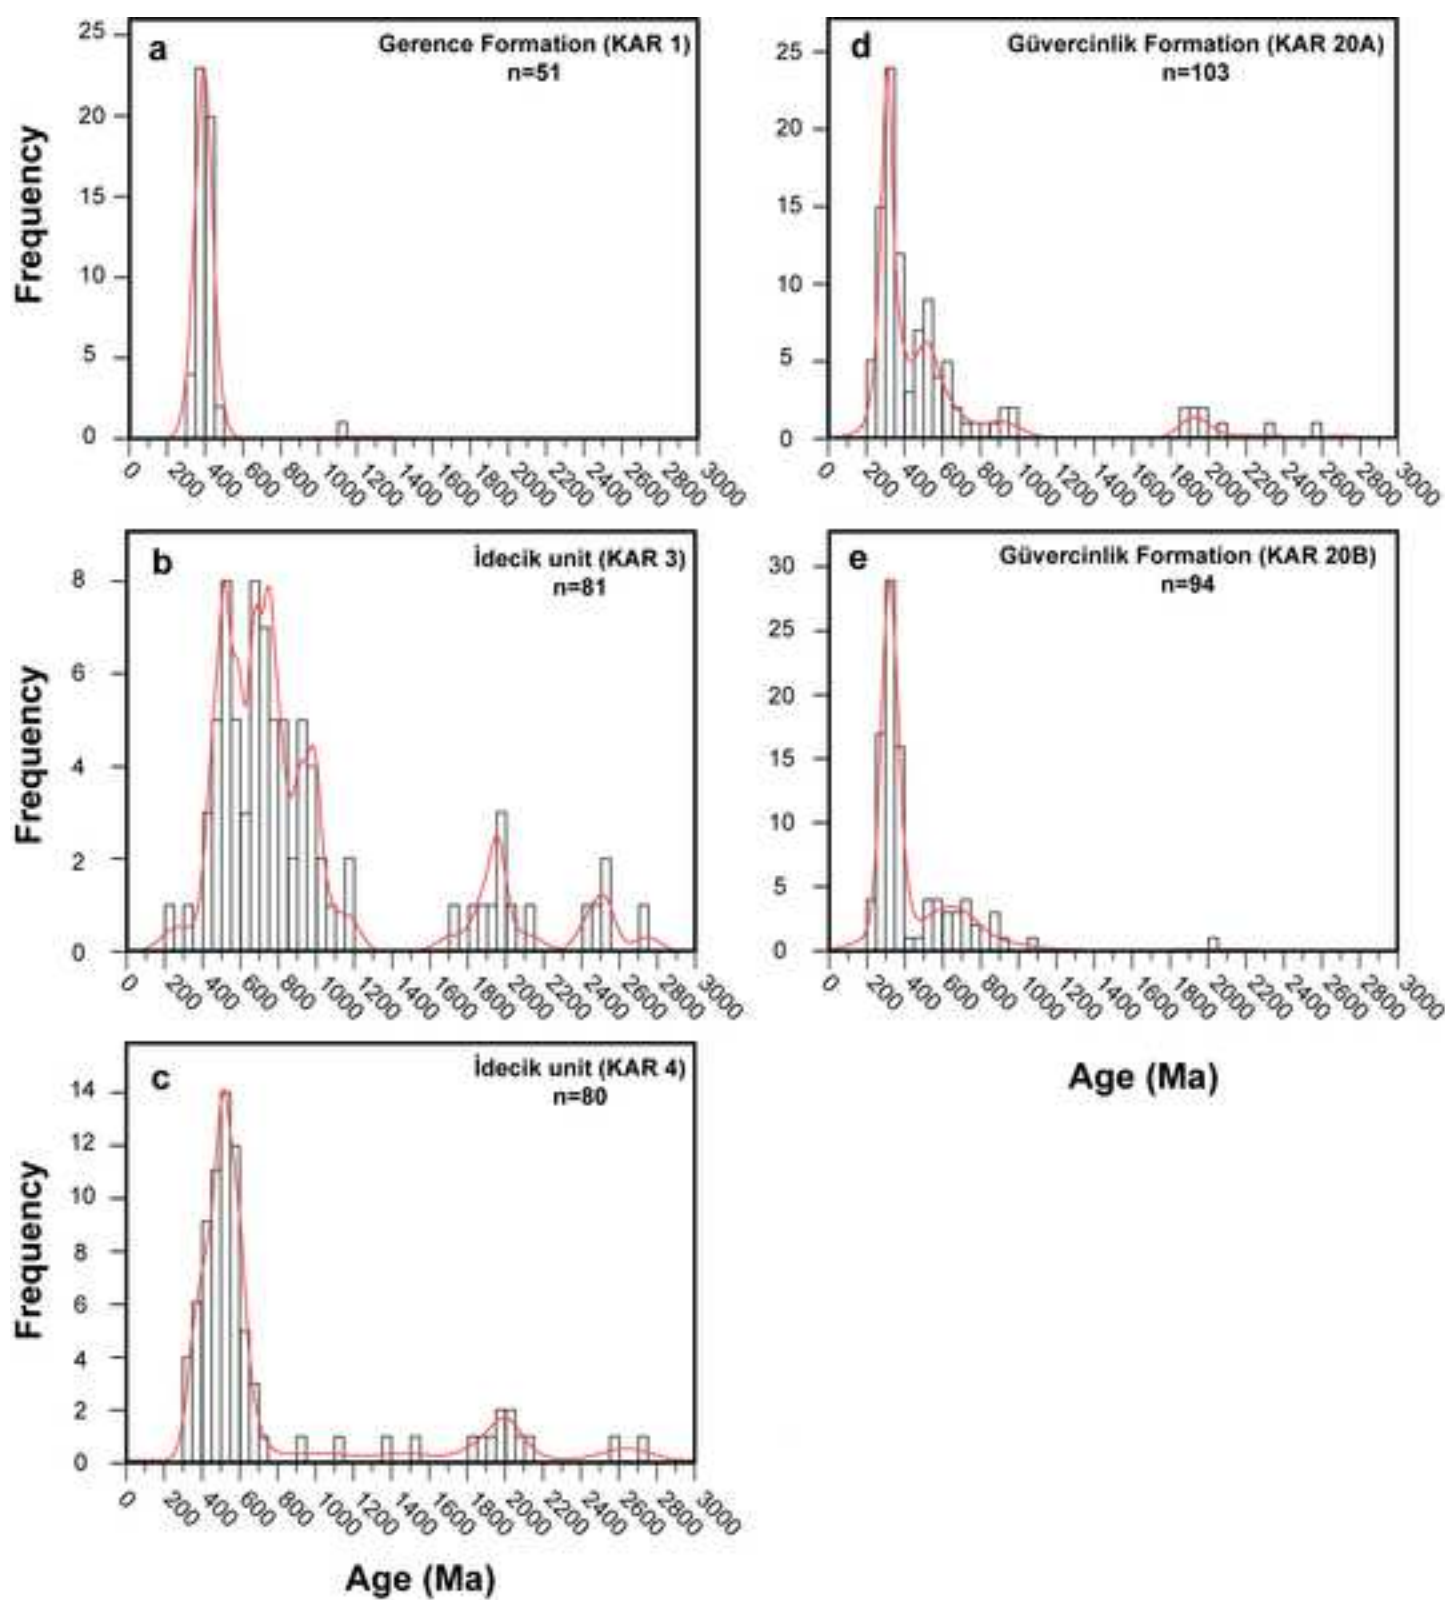 a
Gerence Formation (KAR 1)
n=51
Frequency
25
20
15
10
5
0
0 200 400 600 800 1000 1200 1400 1600 1800 2000 2200 2400 2600 2800 3000
b
İdecik unit (KAR 3)
n=81
Frequency
8
6
4
2
0
0 200 400 600 800 1000 1200 1400 1600 1800 2000 2200 2400 2600 2800 3000
c
İdecik unit (KAR 4)
n=80
Frequency
14
12
10
8
6
4
2
0
0 200 400 600 800 1000 1200 1400 1600 1800 2000 2200 2400 2600 2800 3000
Age (Ma)
d
Güvercinlik Formation (KAR 20A)
n=103
25
20
15
10
5
0
0 200 400 600 800 1000 1200 1400 1600 1800 2000 2200 2400 2600 2800 3000
e
Güvercinlik Formation (KAR 20B)
n=94
30
25
20
15
10
5
0
0 200 400 600 800 1000 1200 1400 1600 1800 2000 2200 2400 2600 2800 3000
Age (Ma)